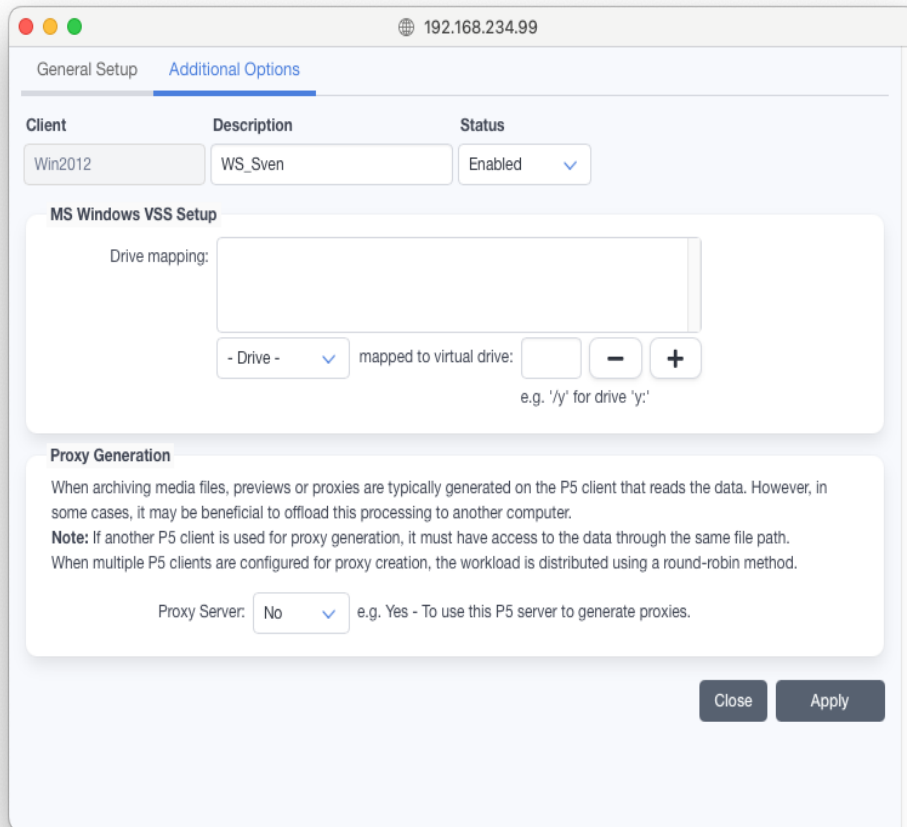 192.168.234.99
General Setup Additional Options
Client Description Status
Win2012 WS_Sven Enabled
MS Windows VSS Setup
Drive mapping:
- Drive - mapped to virtual drive: − +
e.g. '/y' for drive 'y:'
Proxy Generation
When archiving media files, previews or proxies are typically generated on the P5 client that reads the data. However, in
some cases, it may be beneficial to offload this processing to another computer.
Note: If another P5 client is used for proxy generation, it must have access to the data through the same file path.
When multiple P5 clients are configured for proxy creation, the workload is distributed using a round-robin method.
Proxy Server: No e.g. Yes - To use this P5 server to generate proxies.
Close Apply